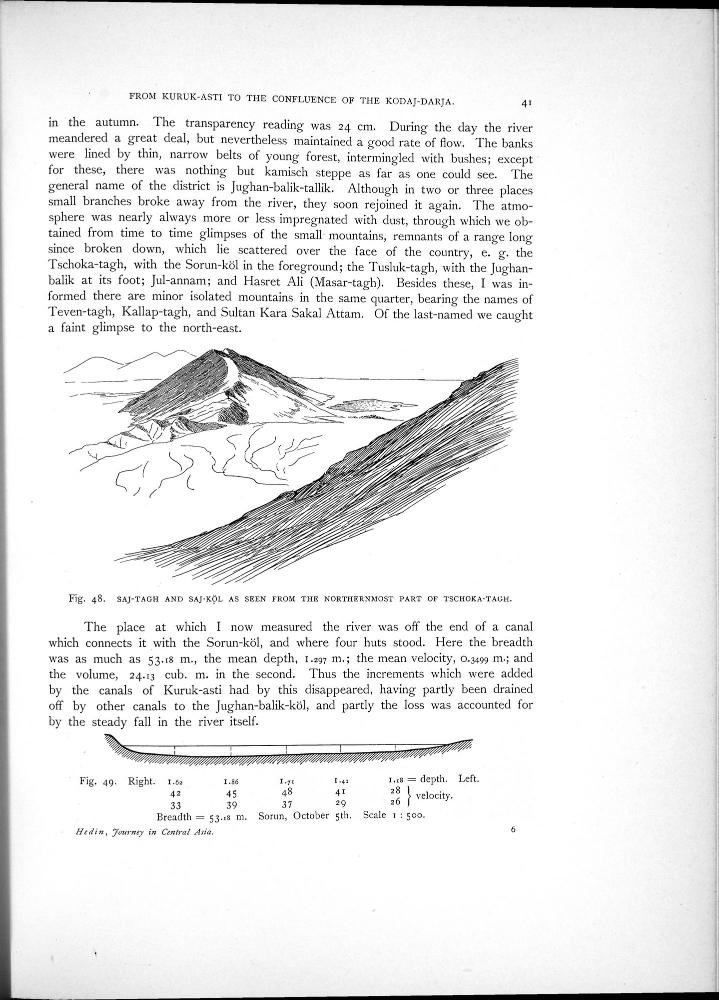 FROM KURUK-ASTI TO THE CONFLUENCE OF THE KODAJ-DARJA. 41
in the autumn. The transparency reading was 24 cm. During the day the river
meandered a great deal, but nevertheless maintained a good rate of flow. The banks
were lined by thin, narrow belts of young forest, intermingled with bushes; except
for these, there was nothing but kamisch steppe as far as one could see. The
general name of the district is Jughan-balik-tallik. Although in two or three places
small branches broke away from the river, they soon rejoined it again. The atmo-
sphere was nearly always more or less impregnated with dust, through which we ob-
tained from time to time glimpses of the small mountains, remnants of a range long
since broken down, which lie scattered over the face of the country, e. g. the
Tschoka-tagh, with the Sorun-köl in the foreground; the Tusluk-tagh, with the Jughan-
balik at its foot; Jul-annam; and Hasret Ali (Masar-tagh). Besides these, I was in-
formed there are minor isolated mountains in the same quarter, bearing the names of
Teven-tagh, Kallap-tagh, and Sultan Kara Sakal Attam. Of the last-named we caught
a faint glimpse to the north-east.
Fig. 48. SAJ-TAGH AND SAJ-KÖL AS SEEN FROM THE NORTHERNMOST PART OF TSCHOKA-TAGH.
The place at which I now measured the river was off the end of a canal
which connects it with the Sorun-köl, and where four huts stood. Here the breadth
was as much as 53.18 m., the mean depth, 1.297 m.; the mean velocity, 0.3499 m.; and
the volume, 24.13 cub. m. in the second. Thus the increments which were added
by the canals of Kuruk-asti had by this disappeared, having partly been drained
off by other canals to the Jughan-balik-köl, and partly the loss was accounted for
by the steady fall in the river itself.
Fig. 49. Right. 1.62 1.86 1.71 1.42 1.18 = depth. Left.
42 45 48 41 28 } velocity.
33 39 37 29 26
Breadth = 53.18 m. Sorun, October 5th. Scale 1 : 500.
Hedin, Journey in Central Asia. 6